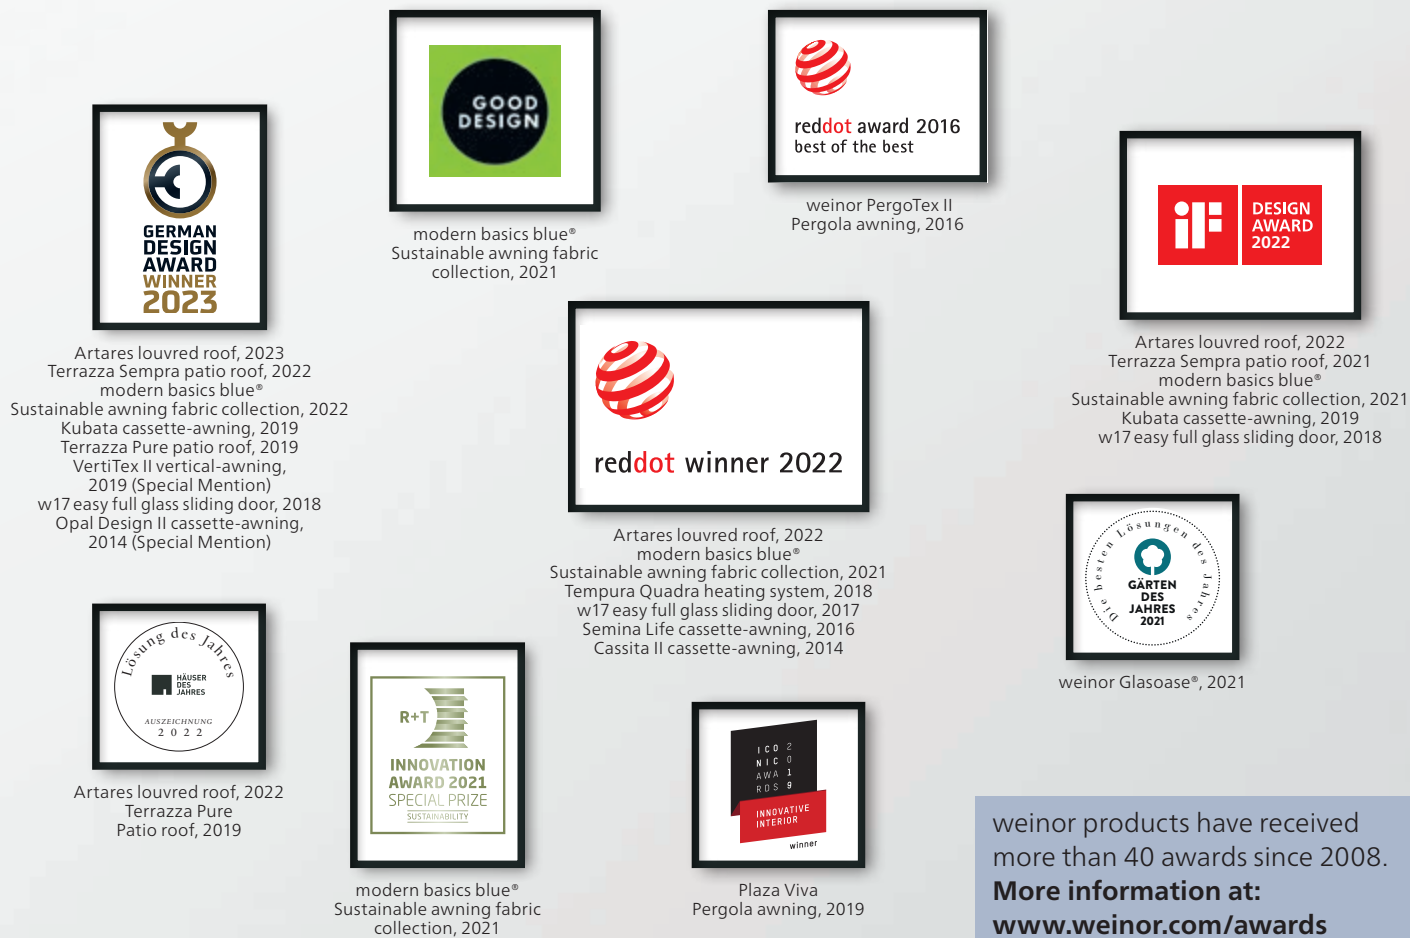 GERMAN
DESIGN
AWARD
WINNER
2023
Artares louvred roof, 2023
Terrazza Sempra patio roof, 2022
modern basics blue®
Sustainable awning fabric collection, 2022
Kubata cassette-awning, 2019
Terrazza Pure patio roof, 2019
VertiTex II vertical-awning,
2019 (Special Mention)
w17 easy full glass sliding door, 2018
Opal Design II cassette-awning,
2014 (Special Mention)
GOOD
DESIGN
modern basics blue®
Sustainable awning fabric
collection, 2021
reddot award 2016
best of the best
weinor PergoTex II
Pergola awning, 2016
iF
DESIGN
AWARD
2022
Artares louvred roof, 2022
Terrazza Sempra patio roof, 2021
modern basics blue®
Sustainable awning fabric collection, 2021
Kubata cassette-awning, 2019
w17 easy full glass sliding door, 2018
reddot winner 2022
Artares louvred roof, 2022
modern basics blue®
Sustainable awning fabric collection, 2021
Tempura Quadra heating system, 2018
w17 easy full glass sliding door, 2017
Semina Life cassette-awning, 2016
Cassita II cassette-awning, 2014
Die besten Lösungen des Jahres
GÄRTEN
DES
JAHRES
2021
weinor Glasoase®, 2021
Lösung des Jahres
HÄUSER
DES
JAHRES
AUSZEICHNUNG
2022
Artares louvred roof, 2022
Terrazza Pure
Patio roof, 2019
R+T
INNOVATION
AWARD 2021
SPECIAL PRIZE
SUSTAINABILITY
modern basics blue®
Sustainable awning fabric
collection, 2021
ICO 2
NIC 0
AWA 1
RDS 9
INNOVATIVE
INTERIOR
winner
Plaza Viva
Pergola awning, 2019
weinor products have received
more than 40 awards since 2008.
More information at:
www.weinor.com/awards